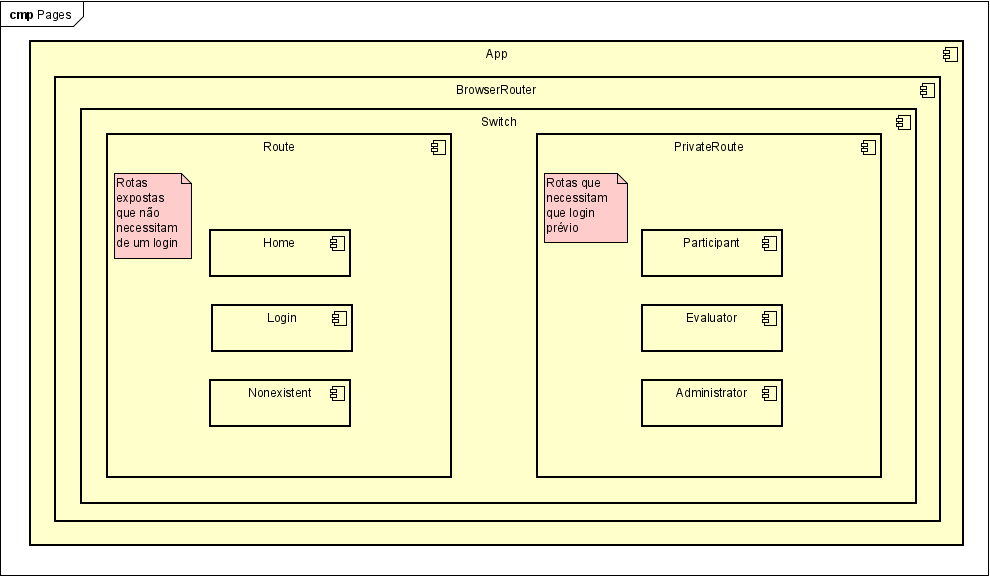 cmp Pages
App
BrowserRouter
Switch
Route
Rotas
expostas
que não
necessitam
de um login
Home
Login
Nonexistent
PrivateRoute
Rotas que
necessitam
que login
prévio
Participant
Evaluator
Administrator